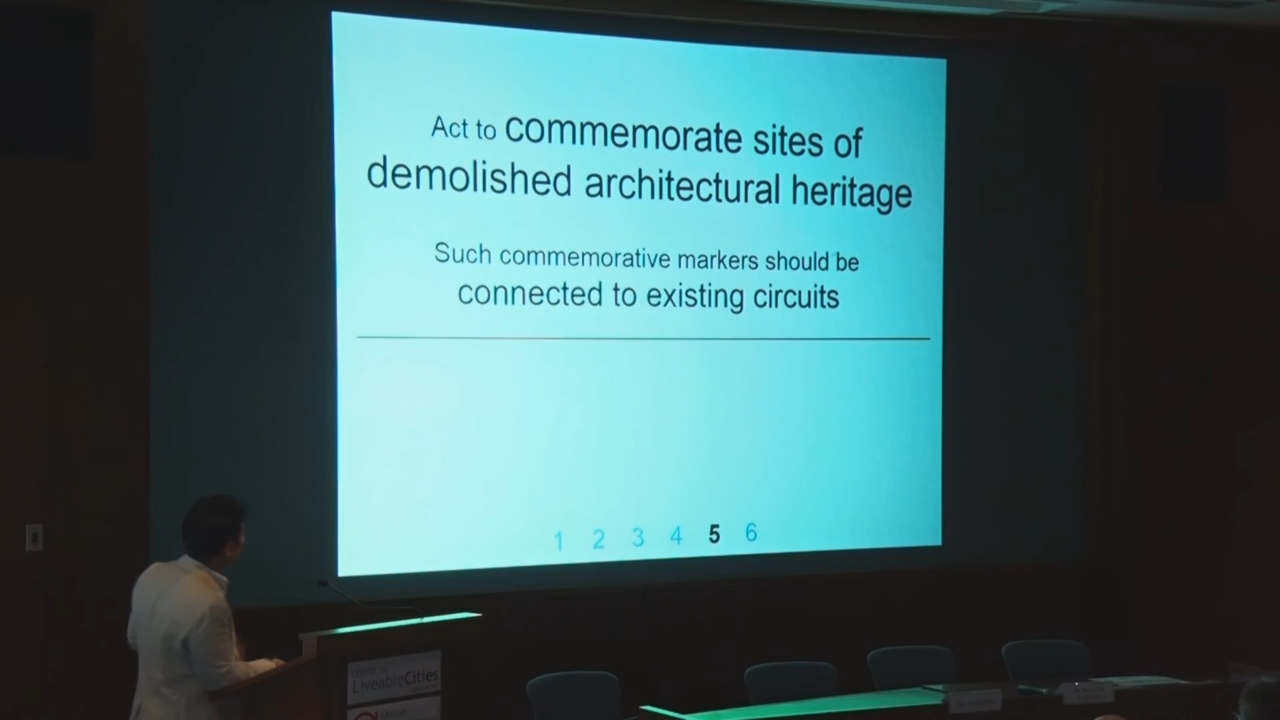 Act to commemorate sites of
demolished architectural heritage
Such commemorative markers should be
connected to existing circuits
1 2 3 4 5 6
LiveableCities